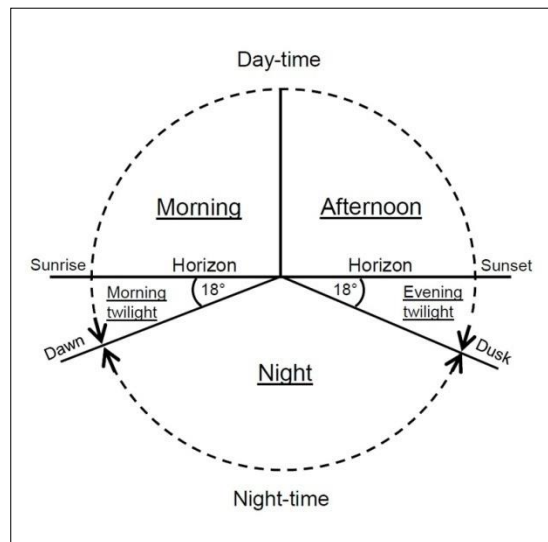 Day-time
Morning
Afternoon
Sunrise
Horizon
Horizon
Sunset
Morning
twilight
18°
18°
Evening
twilight
Dawn
Dusk
Night
Night-time